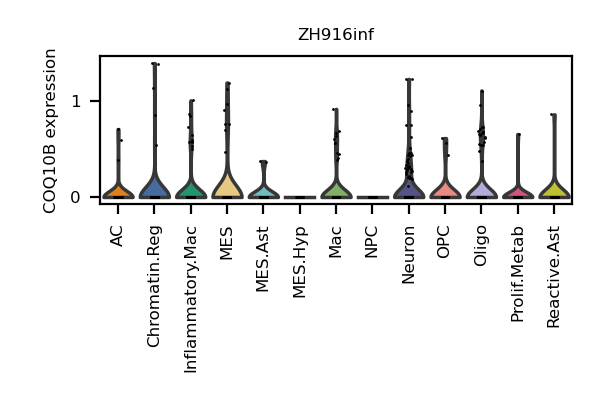 ZH916inf
COQ10B expression
1
0
AC
Chromatin.Reg
Inflammatory.Mac
MES
MES.Ast
MES.Hyp
Mac
NPC
Neuron
OPC
Oligo
Prolif.Metab
Reactive.Ast